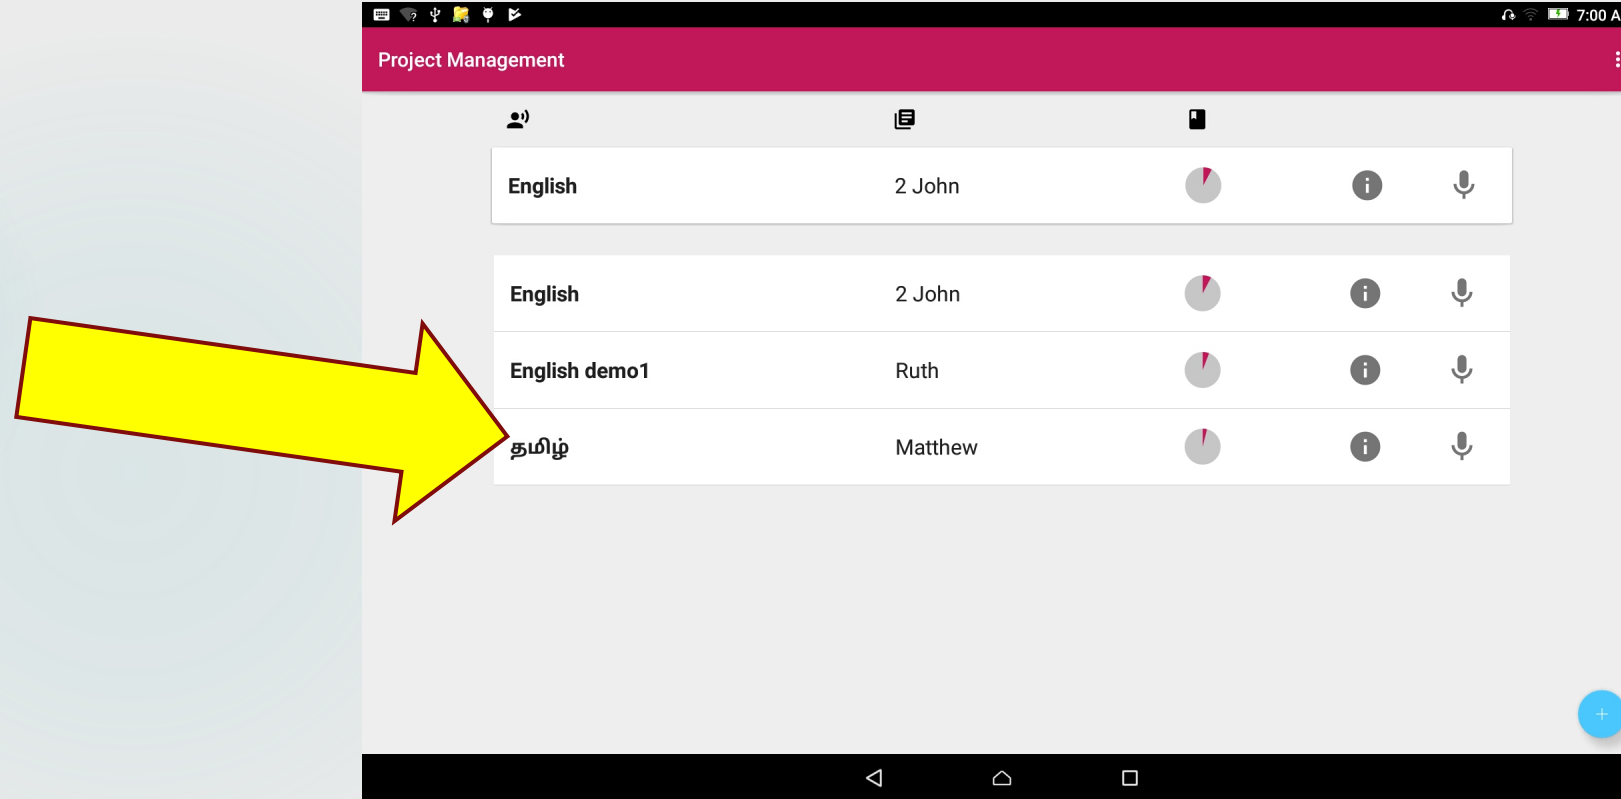 7:00 A
Project Management
English 2 John
English 2 John
English demo1 Ruth
தமிழ் Matthew